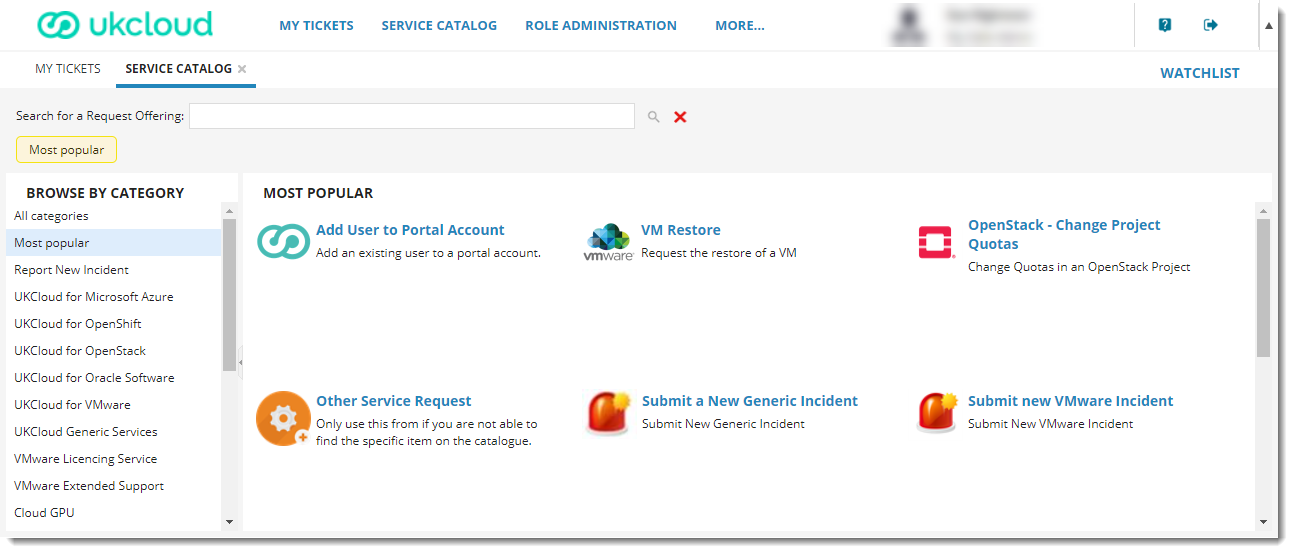 ukcloud
MY TICKETS SERVICE CATALOG ROLE ADMINISTRATION MORE...
MY TICKETS SERVICE CATALOG
WATCHLIST
Search for a Request Offering:
Most popular
BROWSE BY CATEGORY
All categories
Most popular
Report New Incident
UKCloud for Microsoft Azure
UKCloud for OpenShift
UKCloud for OpenStack
UKCloud for Oracle Software
UKCloud for VMware
UKCloud Generic Services
VMware Licencing Service
VMware Extended Support
Cloud GPU
MOST POPULAR
Add User to Portal Account
Add an existing user to a portal account.
vmware
VM Restore
Request the restore of a VM
OpenStack - Change Project
Quotas
Change Quotas in an OpenStack Project
Other Service Request
Only use this from if you are not able to
find the specific item on the catalogue.
Submit a New Generic Incident
Submit New Generic Incident
Submit new VMware Incident
Submit New VMware Incident